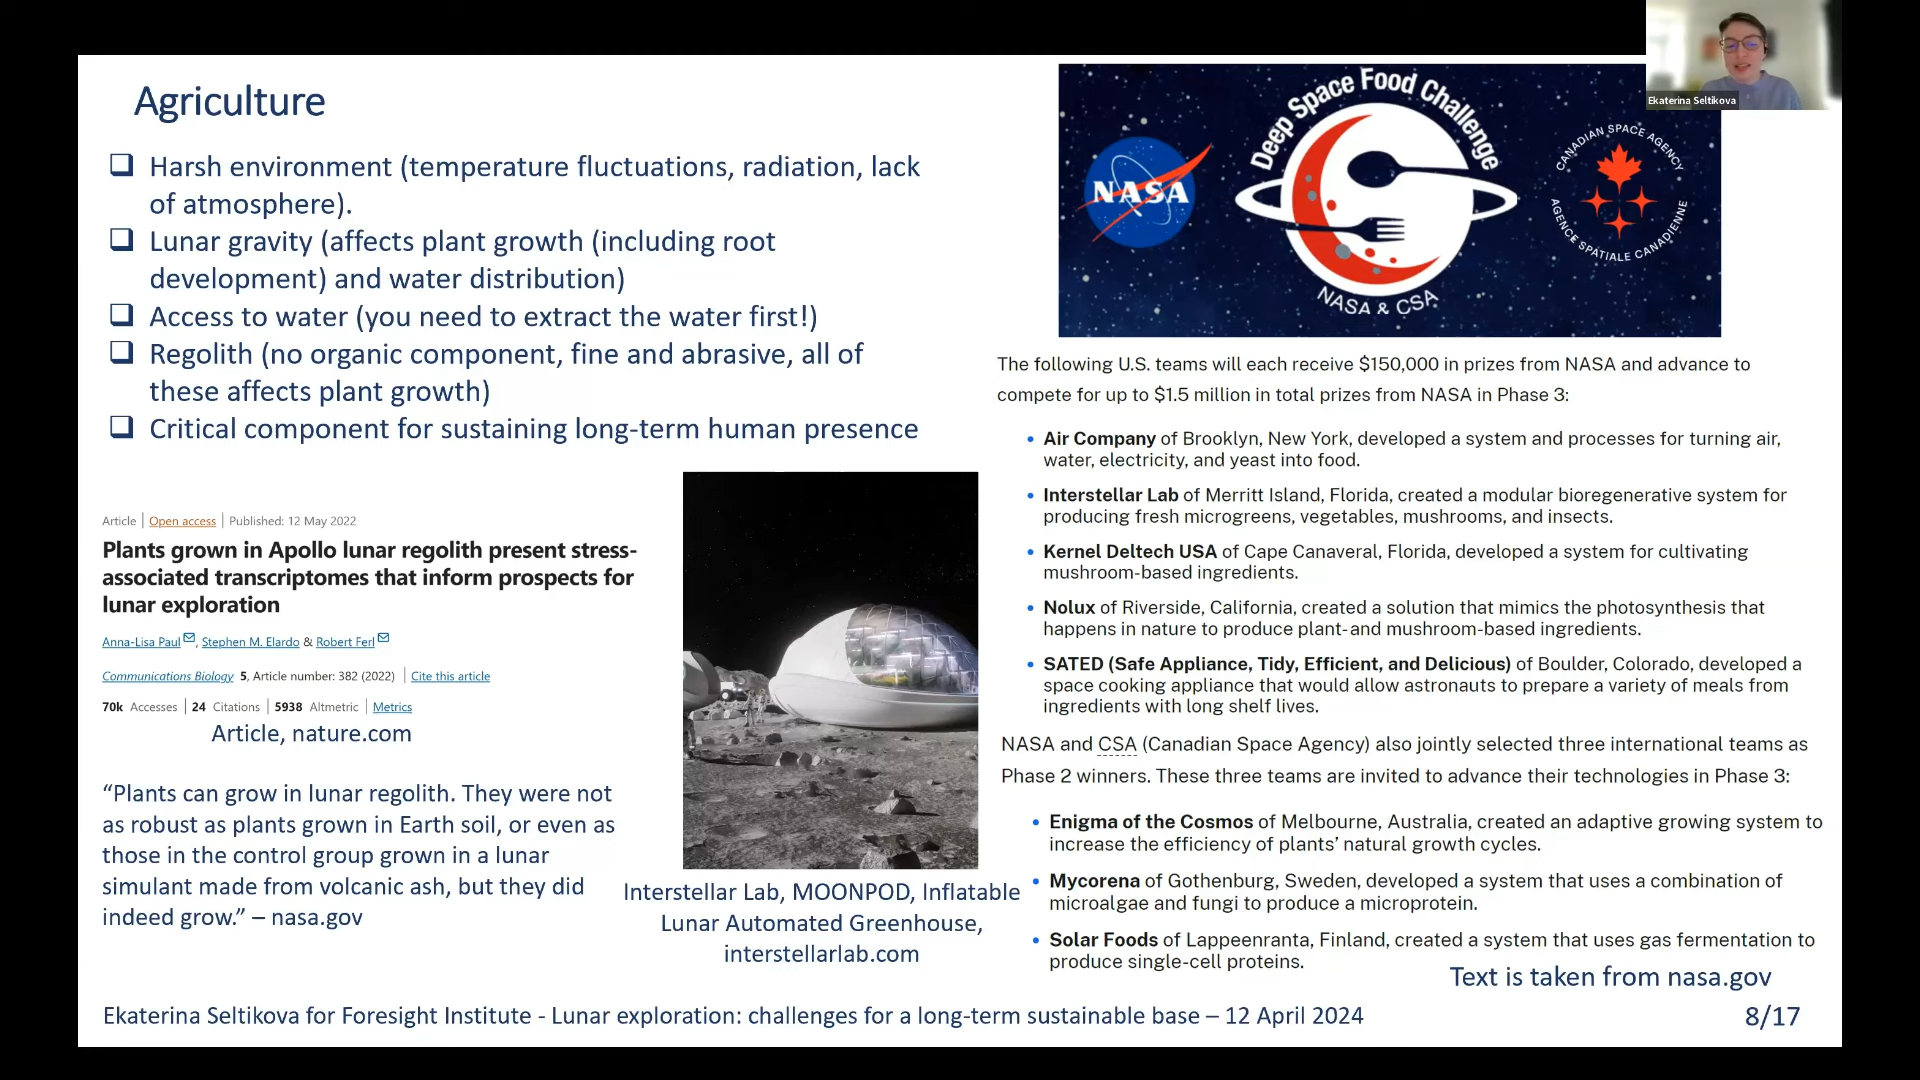 Agriculture
Harsh environment (temperature fluctuations, radiation, lack
of atmosphere).
Lunar gravity (affects plant growth (including root
development) and water distribution)
Access to water (you need to extract the water first!)
Regolith (no organic component, fine and abrasive, all of
these affects plant growth)
Critical component for sustaining long-term human presence
Article | Open access | Published: 12 May 2022
Plants grown in Apollo lunar regolith present stress-
associated transcriptomes that inform prospects for
lunar exploration
Anna-Lisa Paul, Stephen M. Elardo & Robert Ferl
Communications Biology 5, Article number: 382 (2022) | Cite this article
70k Accesses | 24 Citations | 5938 Altmetric | Metrics
Article, nature.com
“Plants can grow in lunar regolith. They were not
as robust as plants grown in Earth soil, or even as
those in the control group grown in a lunar
simulant made from volcanic ash, but they did
indeed grow.” – nasa.gov
Interstellar Lab, MOONPOD, Inflatable
Lunar Automated Greenhouse,
interstellarlab.com
NASA
Deep Space Food Challenge
NASA & CSA
CANADIAN SPACE AGENCY
AGENCE SPATIALE CANADIENNE
Ekaterina Seltikova
The following U.S. teams will each receive $150,000 in prizes from NASA and advance to
compete for up to $1.5 million in total prizes from NASA in Phase 3:
Air Company of Brooklyn, New York, developed a system and processes for turning air,
water, electricity, and yeast into food.
Interstellar Lab of Merritt Island, Florida, created a modular bioregenerative system for
producing fresh microgreens, vegetables, mushrooms, and insects.
Kernel Deltech USA of Cape Canaveral, Florida, developed a system for cultivating
mushroom-based ingredients.
Nolux of Riverside, California, created a solution that mimics the photosynthesis that
happens in nature to produce plant- and mushroom-based ingredients.
SATED (Safe Appliance, Tidy, Efficient, and Delicious) of Boulder, Colorado, developed a
space cooking appliance that would allow astronauts to prepare a variety of meals from
ingredients with long shelf lives.
NASA and CSA (Canadian Space Agency) also jointly selected three international teams as
Phase 2 winners. These three teams are invited to advance their technologies in Phase 3:
Enigma of the Cosmos of Melbourne, Australia, created an adaptive growing system to
increase the efficiency of plants’ natural growth cycles.
Mycorena of Gothenburg, Sweden, developed a system that uses a combination of
microalgae and fungi to produce a microprotein.
Solar Foods of Lappeenranta, Finland, created a system that uses gas fermentation to
produce single-cell proteins.
Text is taken from nasa.gov
Ekaterina Seltikova for Foresight Institute - Lunar exploration: challenges for a long-term sustainable base – 12 April 2024
8/17